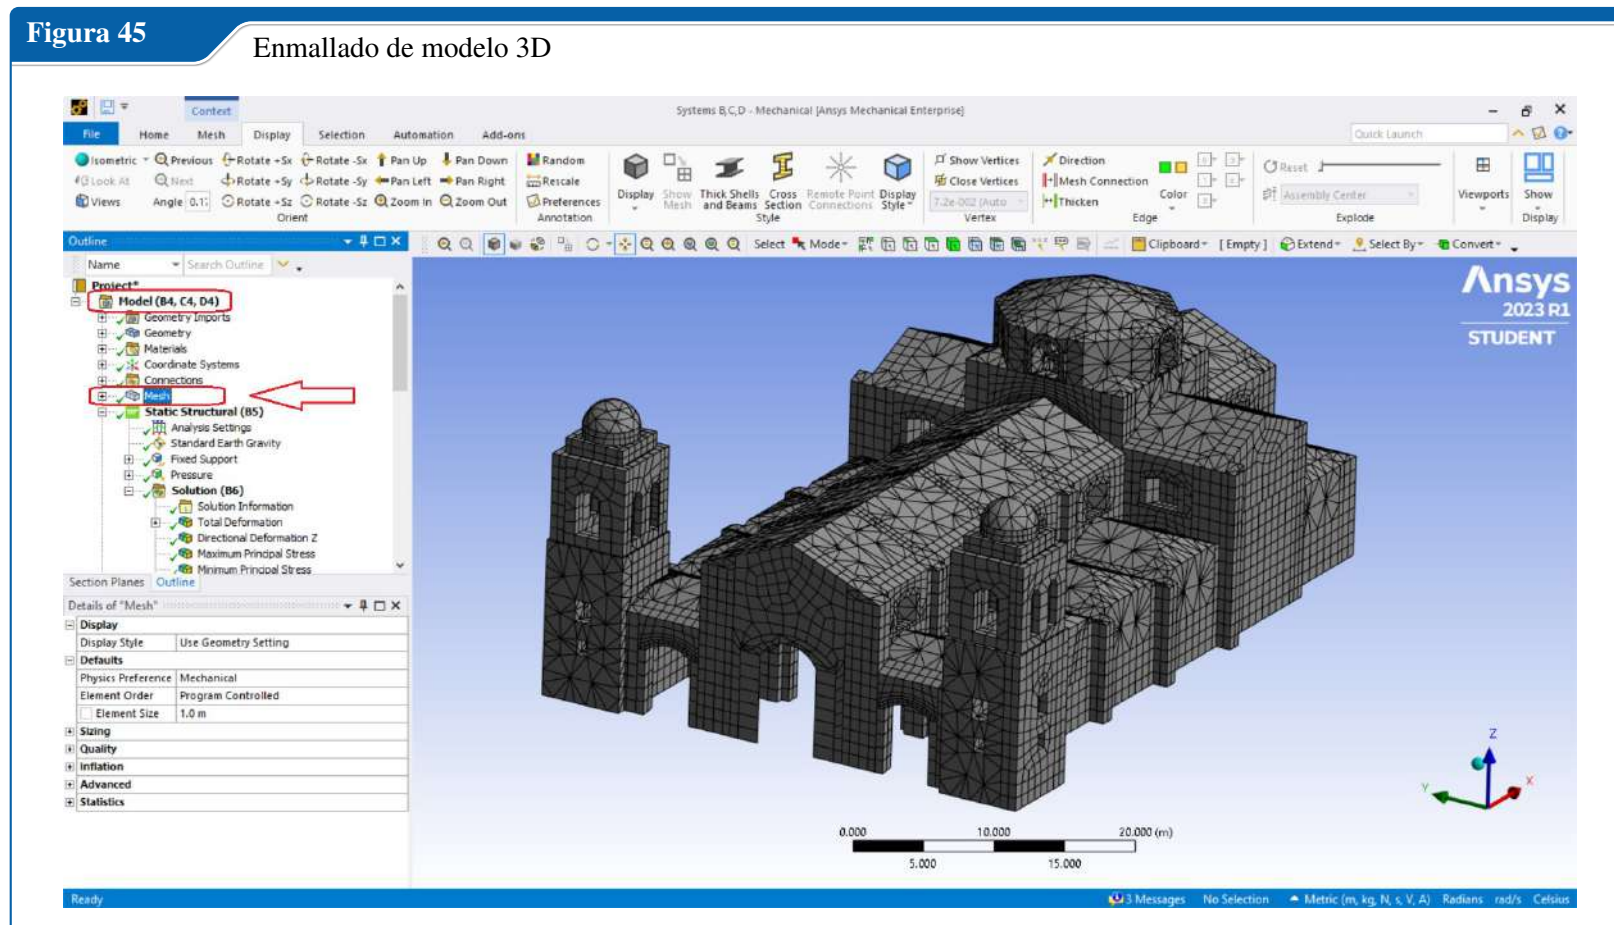 Figura 45
Enmallado de modelo 3D
Context
Systems B,C,D - Mechanical [Ansys Mechanical Enterprise]
File Home Mesh Display Selection Automation Add-ons
Quick Launch
Isometric Previous Rotate +Sx Rotate -Sx Pan Up Pan Down Random Show Vertices Direction Reset
Look At Next Rotate +Sy Rotate -Sy Pan Left Pan Right Rescale Close Vertices Mesh Connection
Views Angle Rotate +Sz Rotate -Sz Zoom In Zoom Out Preferences 7.2e-002 (Auto Thicken Assembly Center
Display Show Mesh Thick Shells and Beams Cross Section Remote Point Connections Display Style Color Viewports Show
Orient Annotation Style Vertex Edge Explode Display
Outline
Select Mode Clipboard [Empty] Extend Select By Convert
Name Search Outline
Project*
Model (B4, C4, D4)
Geometry Imports
Geometry
Materials
Coordinate Systems
Connections
Mesh
Static Structural (B5)
Analysis Settings
Standard Earth Gravity
Fixed Support
Pressure
Solution (B6)
Solution Information
Total Deformation
Directional Deformation Z
Maximum Principal Stress
Minimum Principal Stress
Section Planes Outline
Details of "Mesh"
Display
Display Style Use Geometry Setting
Defaults
Physics Preference Mechanical
Element Order Program Controlled
Element Size 1.0 m
Sizing
Quality
Inflation
Advanced
Statistics
Ansys
2023 R1
STUDENT
Z
Y
X
0.000 10.000 20.000 (m)
5.000 15.000
Ready
3 Messages No Selection Metric (m, kg, N, s, V, A) Radians rad/s Celsius